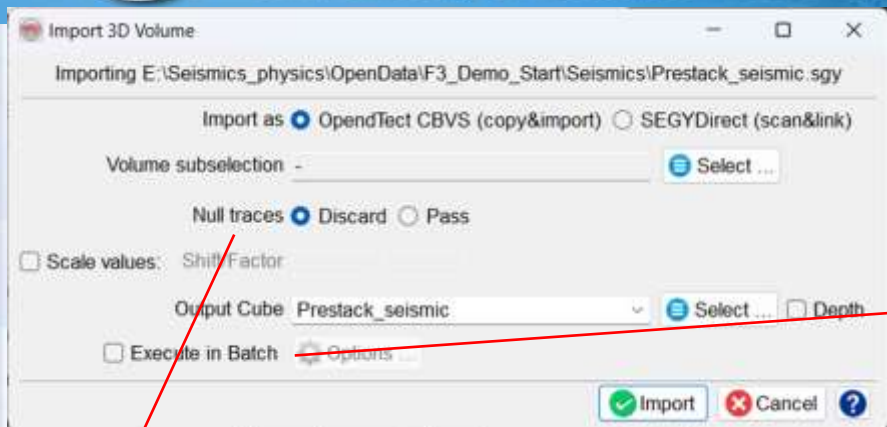 Import 3D Volume
Importing E:\Seismics_physics\OpenData\F3_Demo_Start\Seismics\Prestack_seismic.sgy
Import as OpendTect CBVS (copy&import) SEGYDirect (scan&link)
Volume subselection - Select ...
Null traces Discard Pass
Scale values: Shift Factor
Output Cube Prestack_seismic Select ... Depth
Execute in Batch Options ...
Import Cancel ?